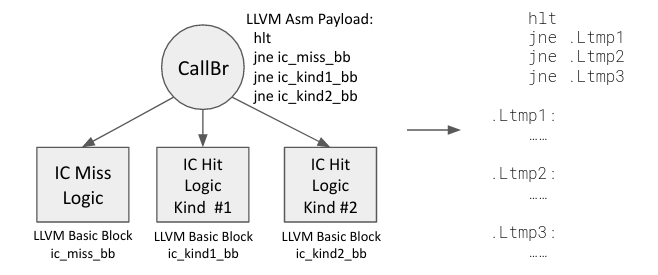 LLVM Asm Payload:
hlt
jne ic_miss_bb
jne ic_kind1_bb
jne ic_kind2_bb
CallBr
IC Miss
Logic
LLVM Basic Block
ic_miss_bb
IC Hit
Logic
Kind #1
LLVM Basic Block
ic_kind1_bb
IC Hit
Logic
Kind #2
LLVM Basic Block
ic_kind2_bb
hlt
jne .Ltmp1
jne .Ltmp2
jne .Ltmp3
.Ltmp1:
……
.Ltmp2:
……
.Ltmp3:
……